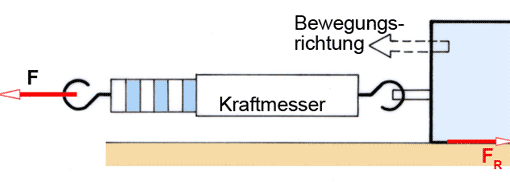 Bewegungs-
richtung
F
Kraftmesser
F_R